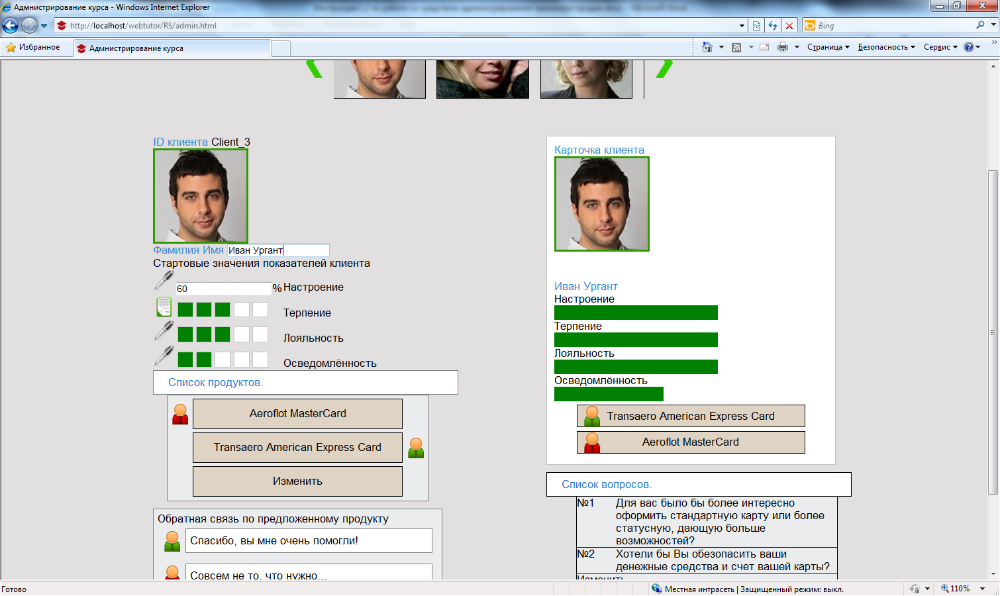 Администрирование курса - Windows Internet Explorer
http://localhost/webtutor/RS/admin.html
Bing
Избранное
Администрирование курса
Страница
Безопасность
Сервис
»
ID клиента Client_3
Фамилия Имя Иван Ургант
Стартовые значения показателей клиента
60 % Настроение
Терпение
Лояльность
Осведомлённость
Список продуктов.
Aeroflot MasterCard
Transaero American Express Card
Изменить
Обратная связь по предложенному продукту
Спасибо, вы мне очень помогли!
Совсем не то, что нужно...
Карточка клиента
Иван Ургант
Настроение
Терпение
Лояльность
Осведомлённость
Transaero American Express Card
Aeroflot MasterCard
Список вопросов.
№1 Для вас было бы более интересно
оформить стандартную карту или более
статусную, дающую больше
возможностей?
№2 Хотели бы Вы обезопасить ваши
денежные средства и счет вашей карты?
Изменить
Готово
Местная интрасеть | Защищенный режим: выкл.
110%